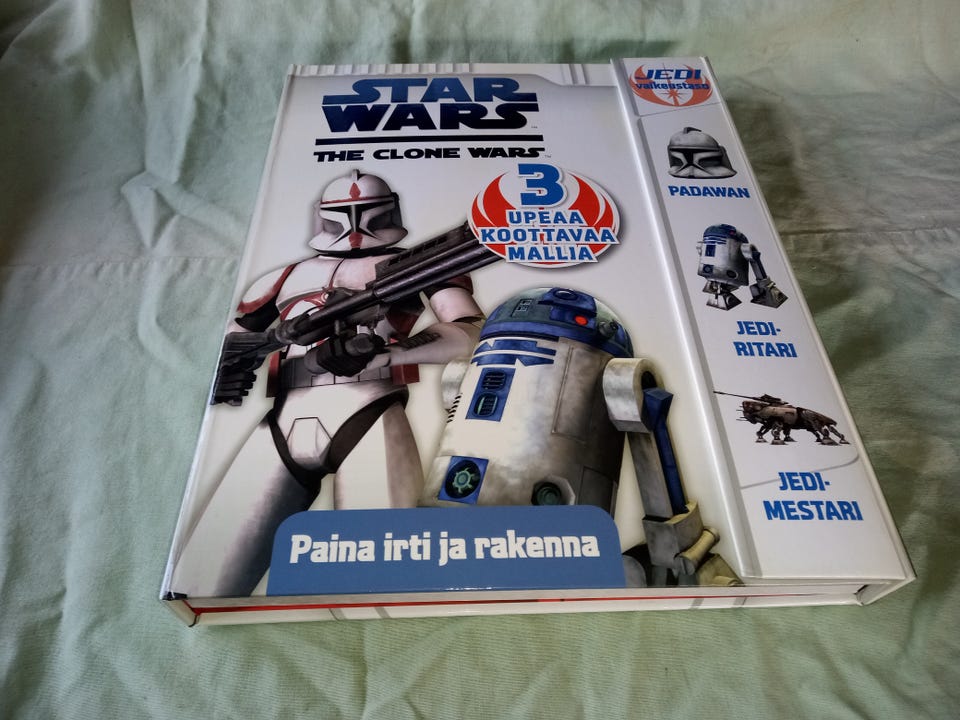 STAR
WARS
THE CLONE WARS
3
UPEAA
KOOTTAVAA
MALLIA
Paina irti ja rakenna
JEDI
vaikeustaso
PADAWAN
JEDI-
RITARI
JEDI-
MESTARI